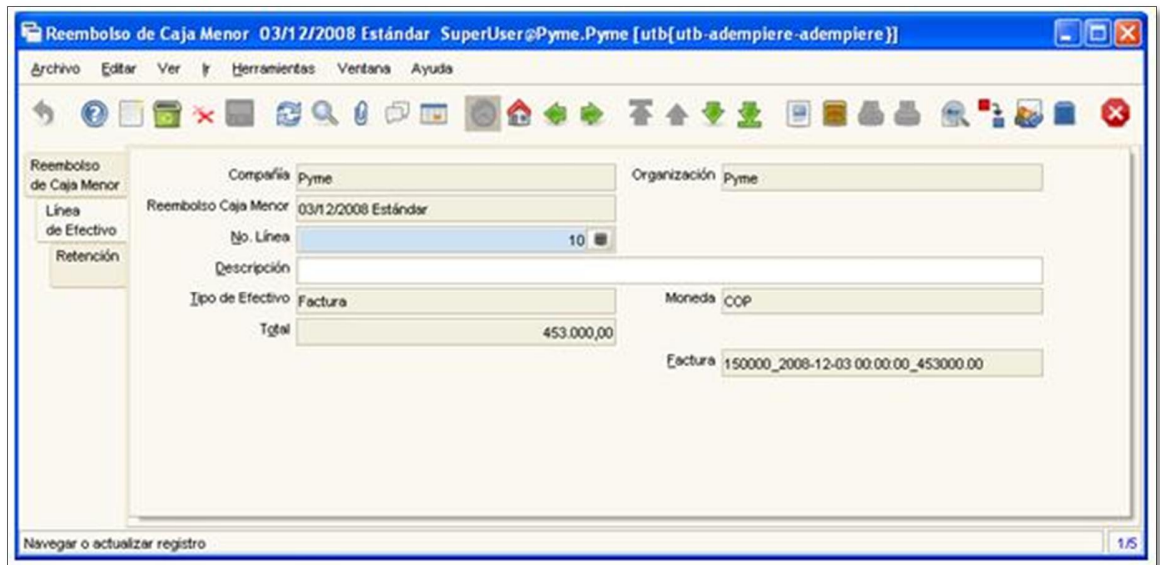 Reembolso de Caja Menor 03/12/2008 Estándar SuperUser@Pyme.Pyme [utb{utb-adempiere-adempiere}]
Archivo Editar Ver Ir Herramientas Ventana Ayuda
Reembolso
de Caja Menor
Línea
de Efectivo
Retención
Compañía Pyme Organización Pyme
Reembolso Caja Menor 03/12/2008 Estándar
No. Línea 10
Descripción
Tipo de Efectivo Factura Moneda COP
Total 453.000,00
Factura 150000_2008-12-03 00:00:00_453000.00
Navegar o actualizar registro 1/5